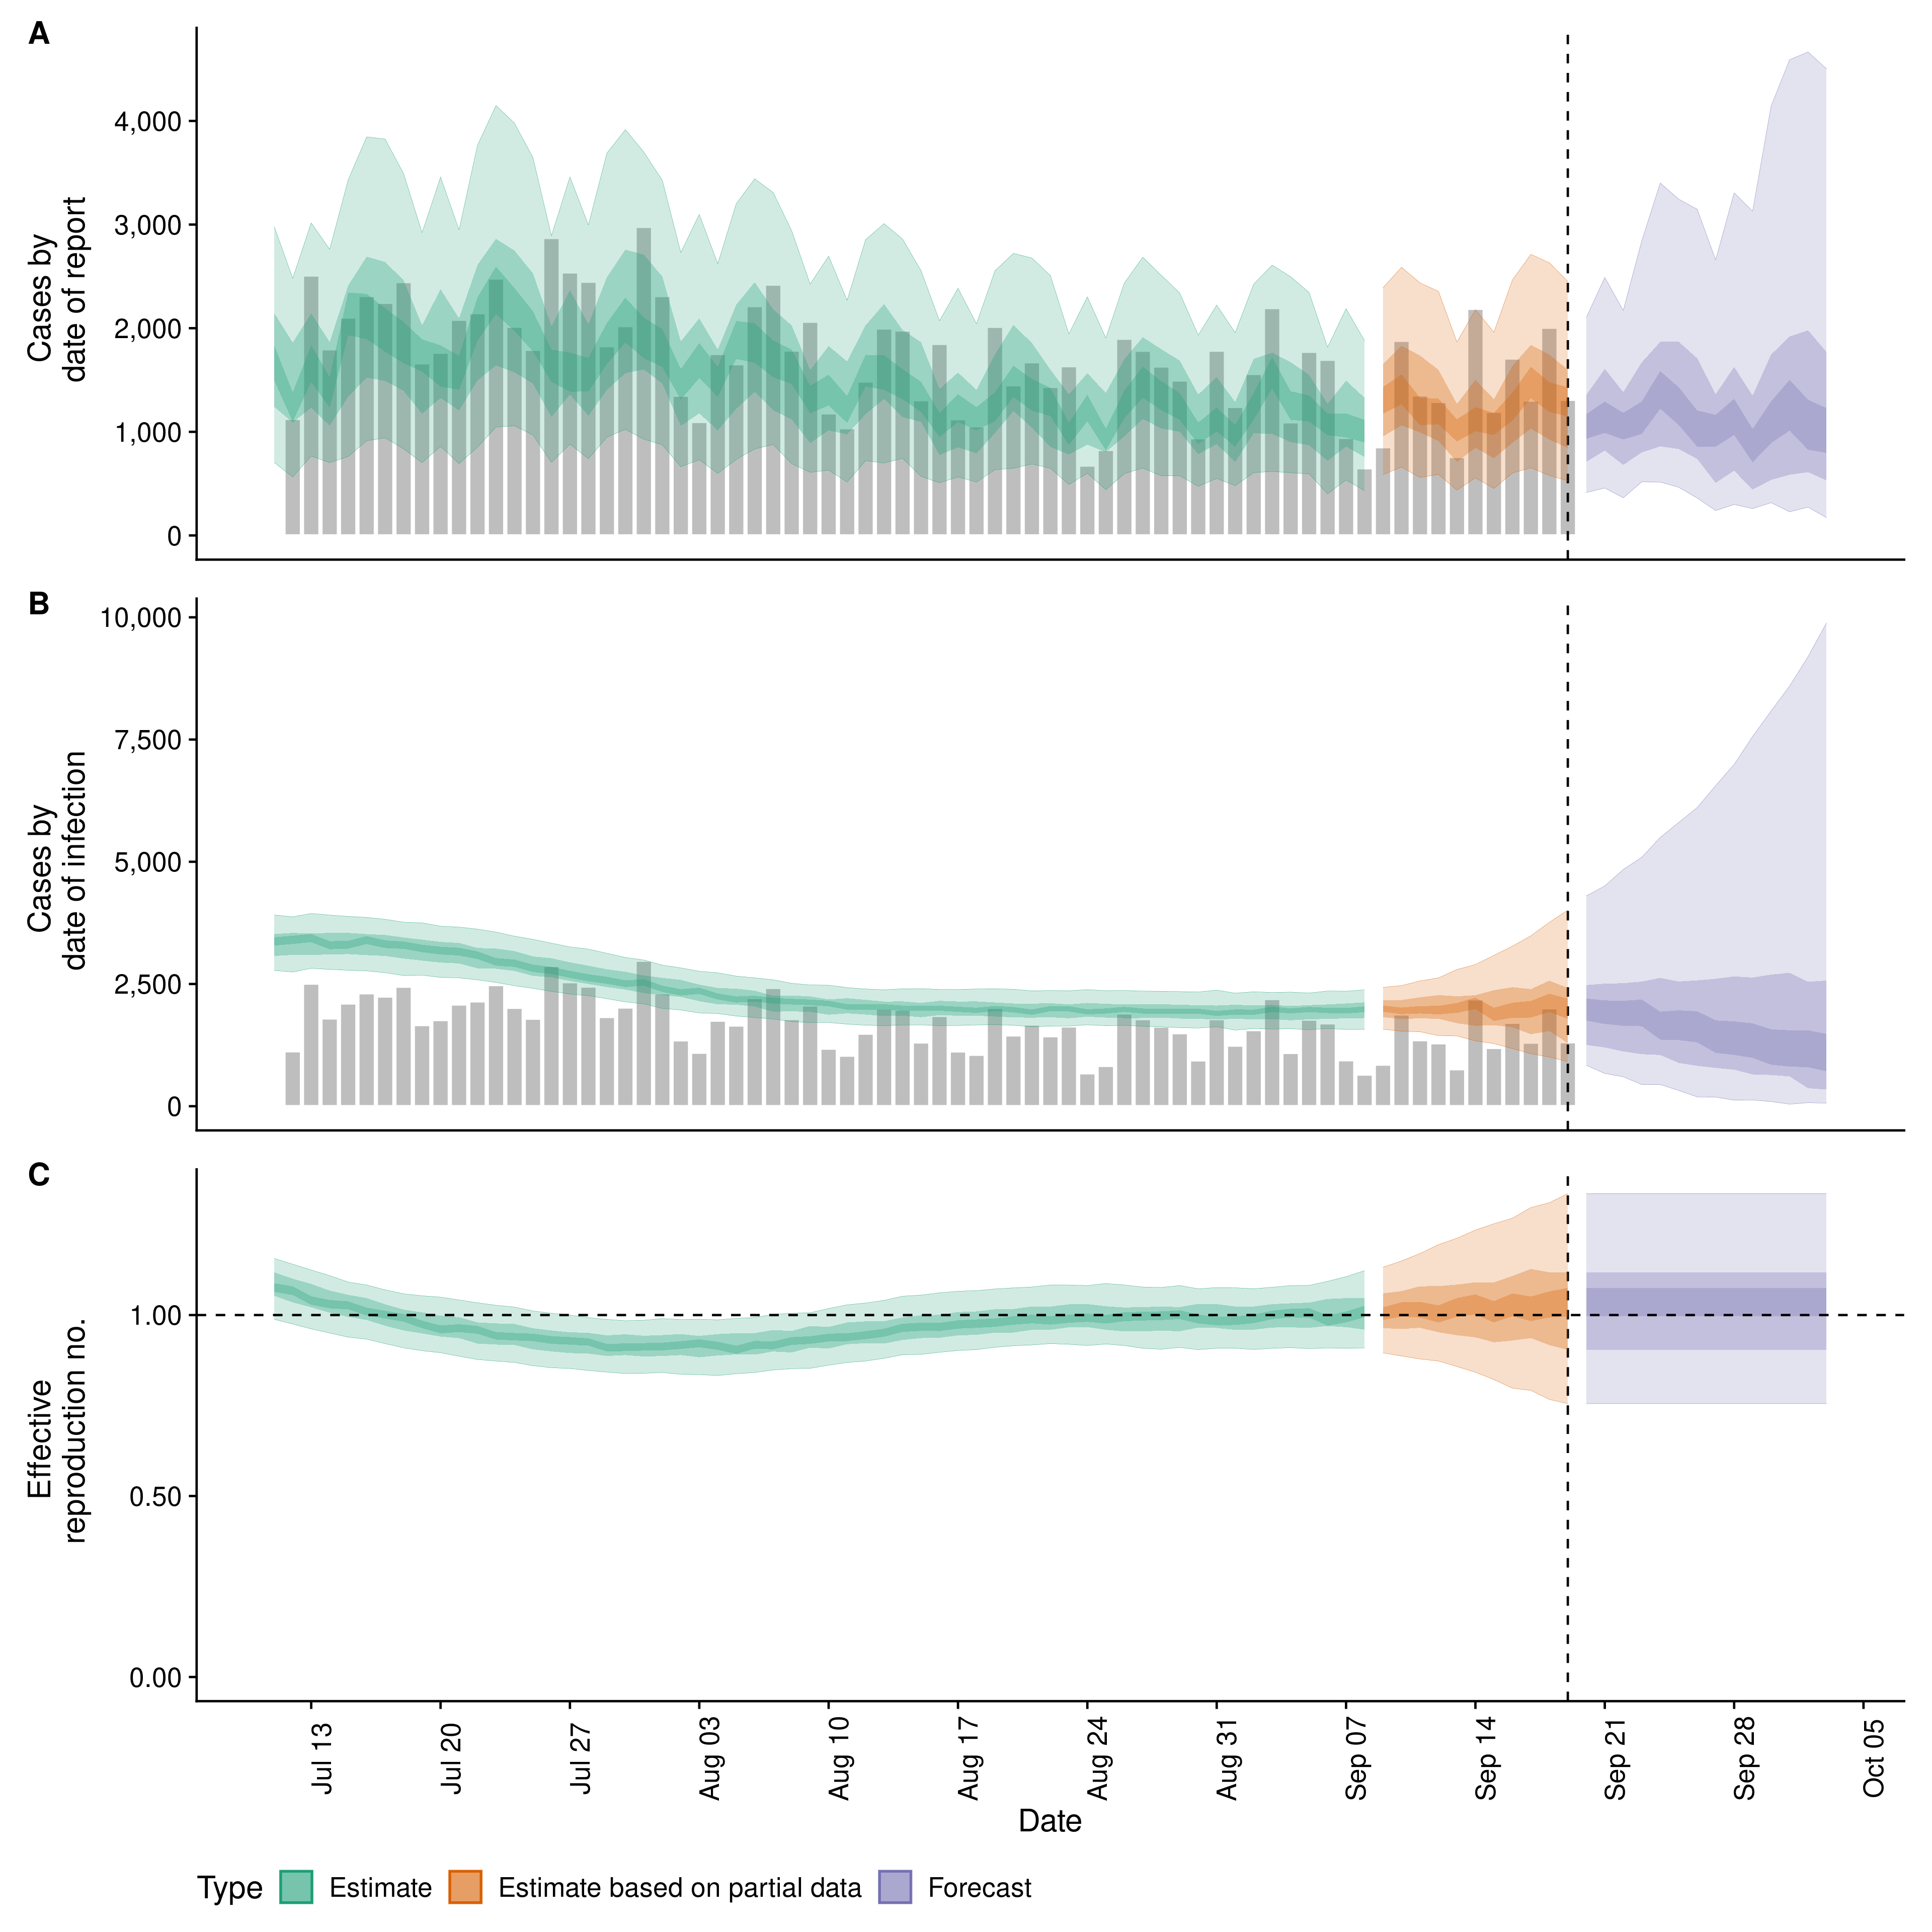 A
Cases by
date of report
4,000
3,000
2,000
1,000
0
B
Cases by
date of infection
10,000
7,500
5,000
2,500
0
C
Effective
reproduction no.
1.00
0.50
0.00
Jul 13
Jul 20
Jul 27
Aug 03
Aug 10
Aug 17
Aug 24
Aug 31
Sep 07
Sep 14
Sep 21
Sep 28
Oct 05
Date
Type Estimate Estimate based on partial data Forecast